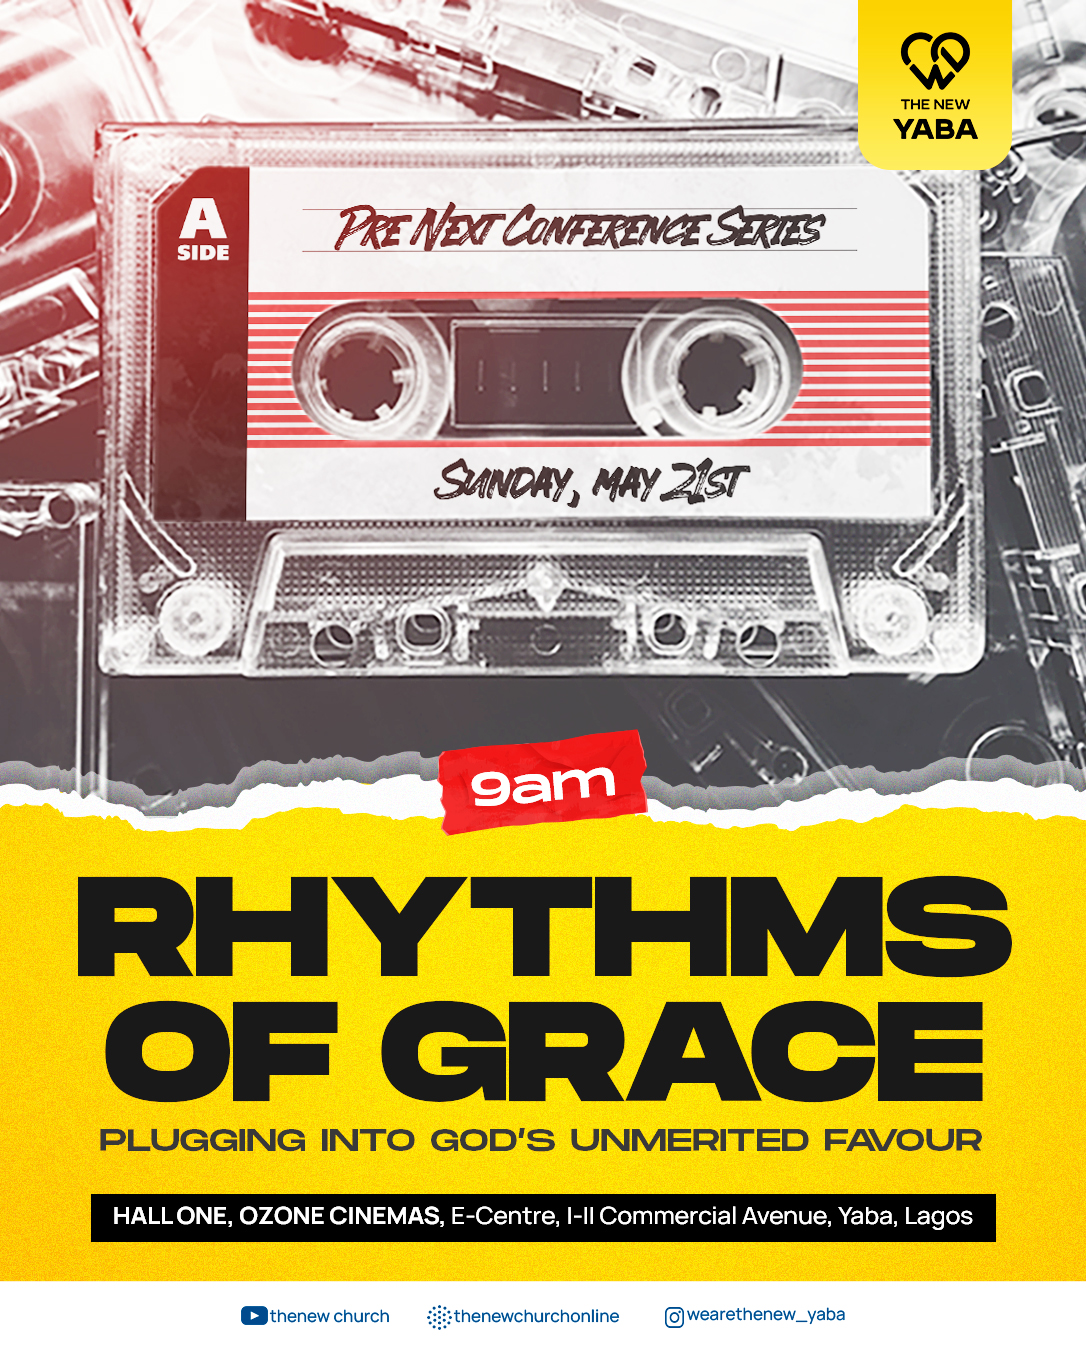 THE NEW
YABA
A
SIDE
PRE NEXT CONFERENCE SERIES
SUNDAY, MAY 21ST
9am
RHYTHMS
OF GRACE
PLUGGING INTO GOD'S UNMERITED FAVOUR
HALL ONE, OZONE CINEMAS, E-Centre, I-II Commercial Avenue, Yaba, Lagos
thenew church
thenewchurchonline
wearethenew_yaba